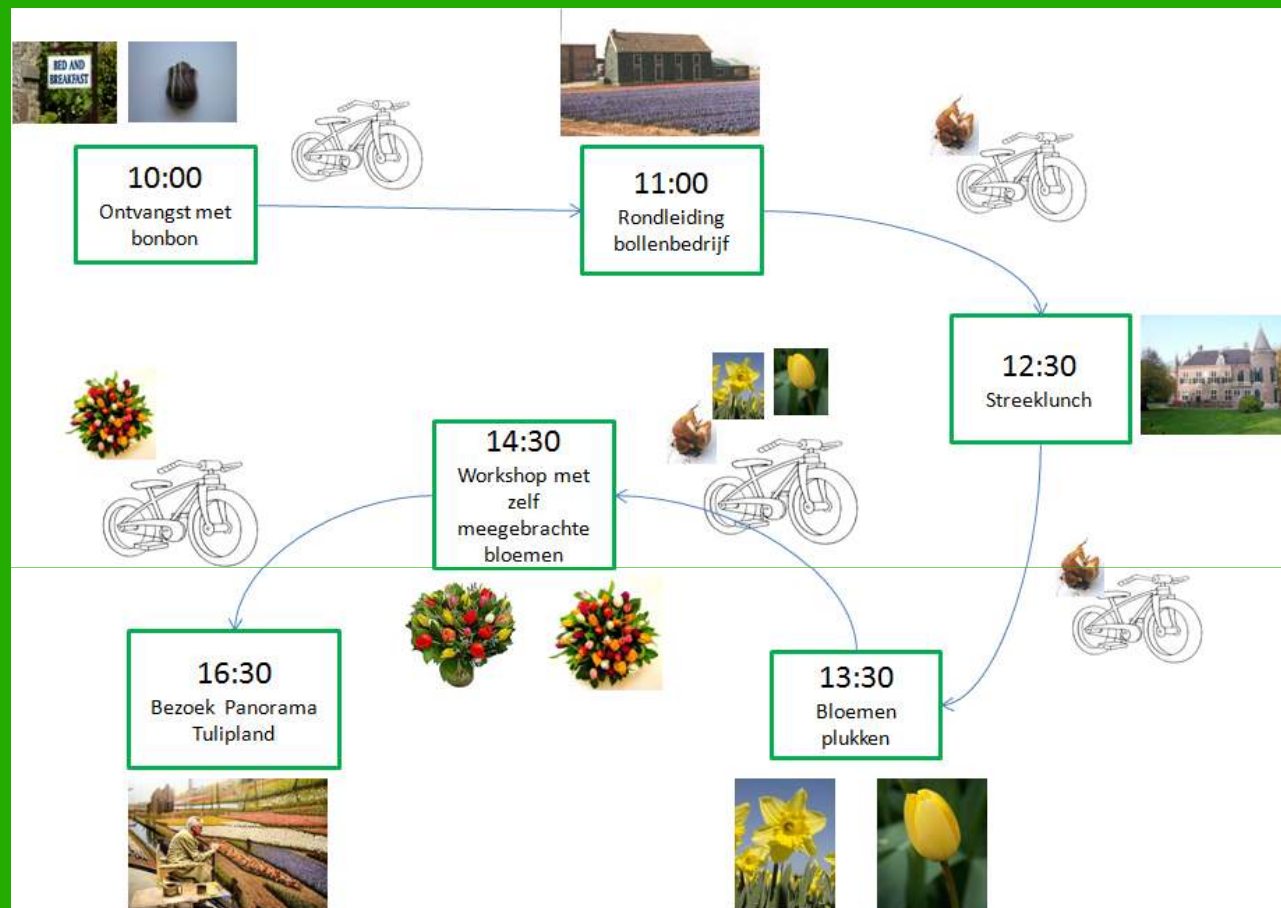 BED AND
BREAKFAST
10:00
Ontvangst met
bonbon
11:00
Rondleiding
bollenbedrijf
12:30
Streeklunch
13:30
Bloemen
plukken
14:30
Workshop met
zelf
meegebrachte
bloemen
16:30
Bezoek Panorama
Tulipland